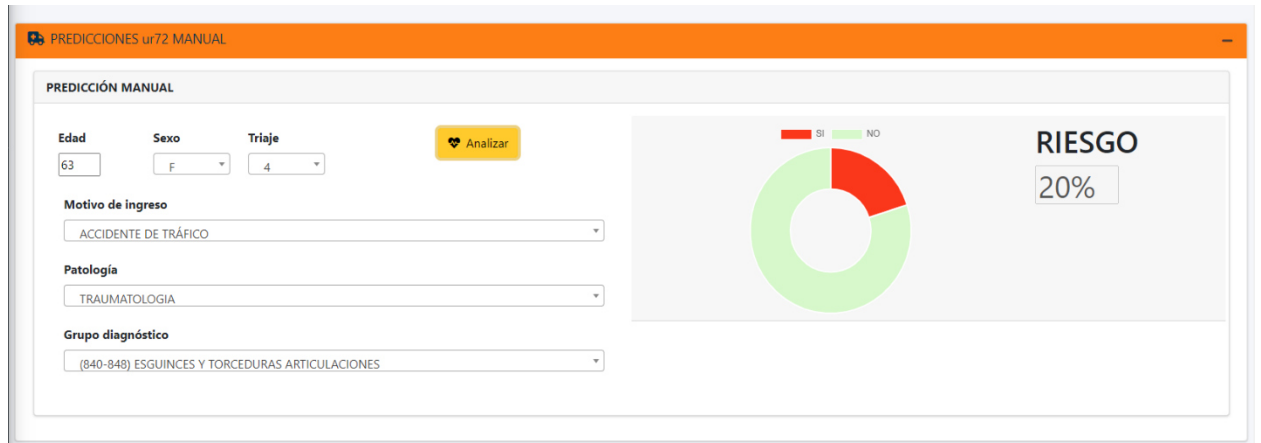 PREDICCIONES ur72 MANUAL
PREDICCIÓN MANUAL
Edad Sexo Triaje
63 F 4
Analizar
Motivo de ingreso
ACCIDENTE DE TRÁFICO
Patología
TRAUMATOLOGIA
Grupo diagnóstico
(840-848) ESGUINCES Y TORCEDURAS ARTICULACIONES
SI NO
RIESGO
20%